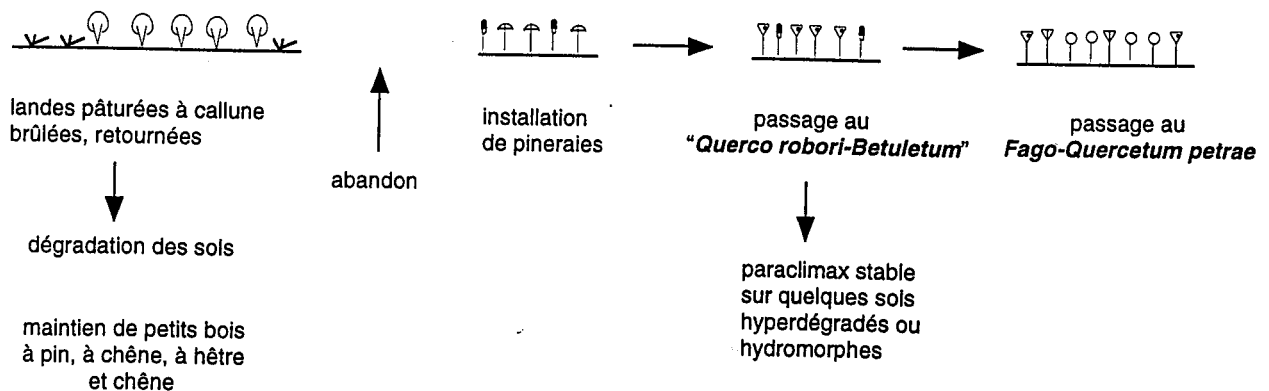 landes pâturées à callune
brûlées, retournées
dégradation des sols
maintien de petits bois
à pin, à chêne, à hêtre
et chêne
abandon
installation
de pineraies
passage au
“Querco robori-Betuletum”
paraclimax stable
sur quelques sols
hyperdégradés ou
hydromorphes
passage au
Fago-Quercetum petrae